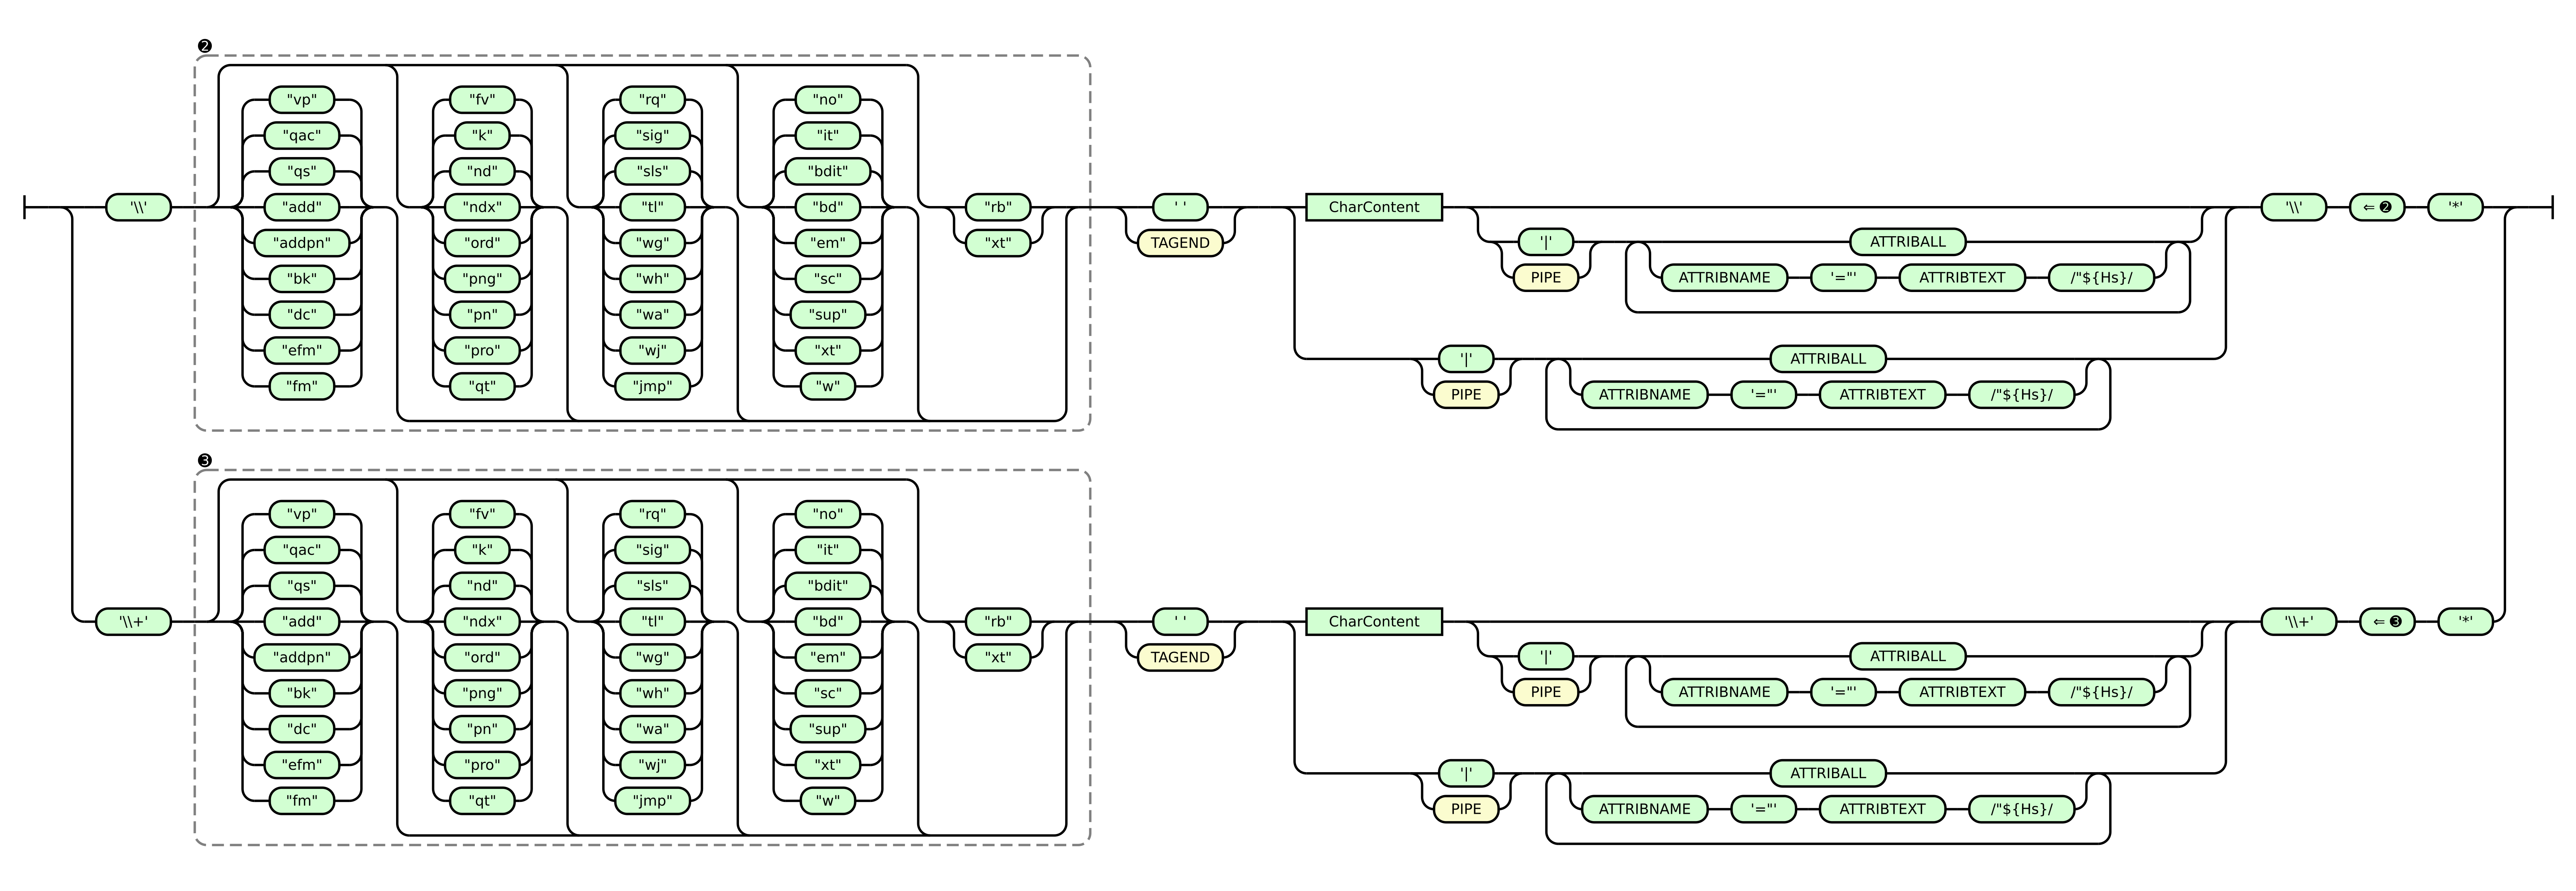 ❷
"vp" "fv" "rq" "no"
"qac" "k" "sig" "it"
"qs" "nd" "sls" "bdit"
'\\' "add" "ndx" "tl" "bd" "rb" ' ' CharContent '\\' ⇐ ❷ '*'
"addpn" "ord" "wg" "em" "xt" TAGEND '|' ATTRIBALL
"bk" "png" "wh" "sc" PIPE ATTRIBNAME '="' ATTRIBTEXT /"${Hs}/
"dc" "pn" "wa" "sup"
"efm" "pro" "wj" "xt" '|' ATTRIBALL
"fm" "qt" "jmp" "w" PIPE ATTRIBNAME '="' ATTRIBTEXT /"${Hs}/
❸
"vp" "fv" "rq" "no"
"qac" "k" "sig" "it"
"qs" "nd" "sls" "bdit"
'\\+' "add" "ndx" "tl" "bd" "rb" ' ' CharContent '\\+' ⇐ ❸ '*'
"addpn" "ord" "wg" "em" "xt" TAGEND '|' ATTRIBALL
"bk" "png" "wh" "sc" PIPE ATTRIBNAME '="' ATTRIBTEXT /"${Hs}/
"dc" "pn" "wa" "sup"
"efm" "pro" "wj" "xt" '|' ATTRIBALL
"fm" "qt" "jmp" "w" PIPE ATTRIBNAME '="' ATTRIBTEXT /"${Hs}/